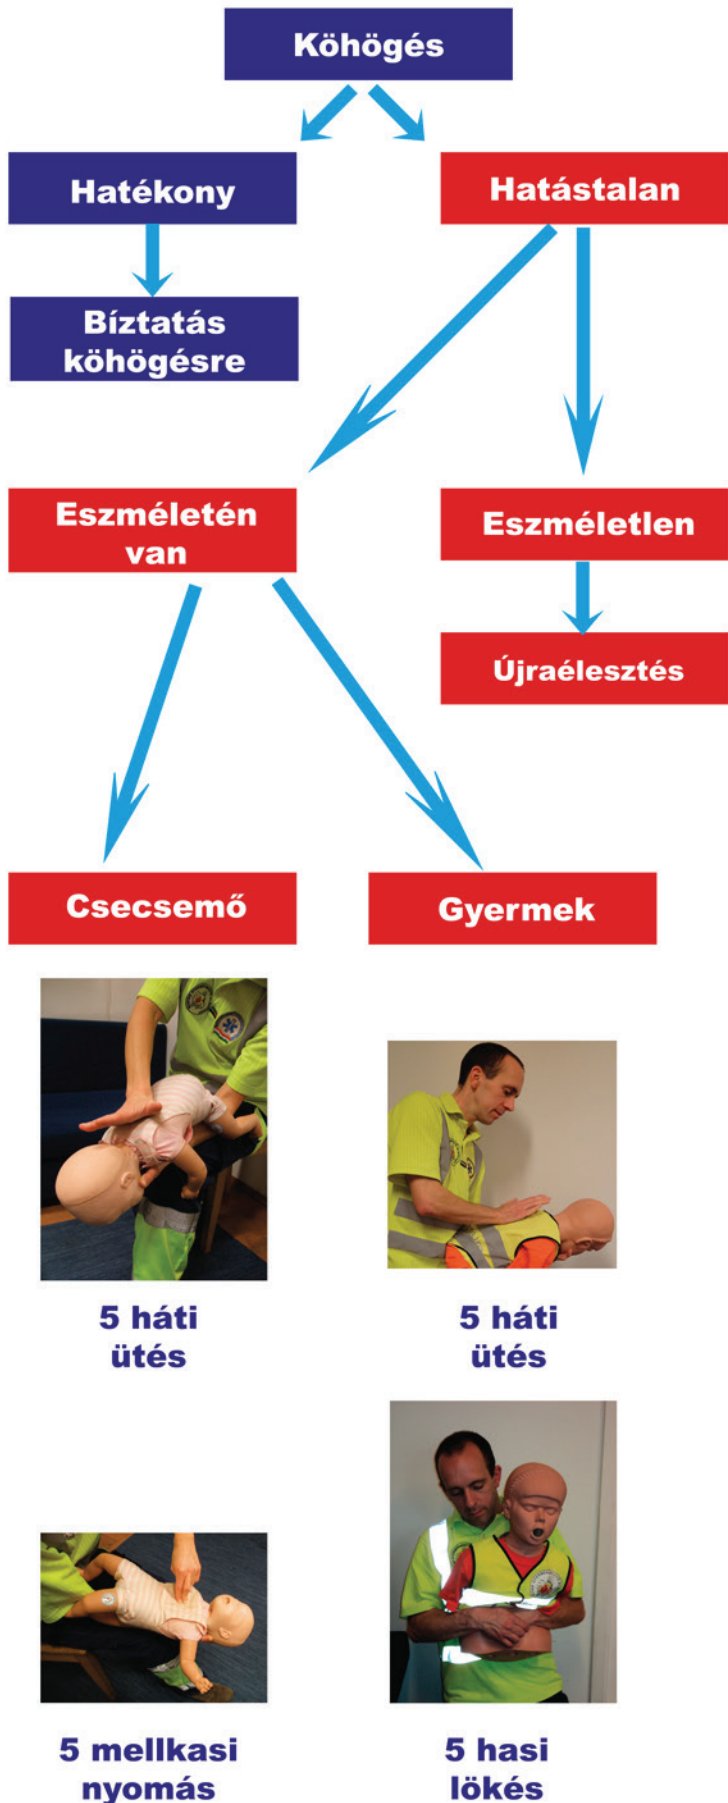 Köhögés
Hatékony
Hatástalan
Bíztatás
köhögésre
Eszméletén
van
Eszméletlen
Újraélesztés
Csecsemő
Gyermek
5 háti
ütés
5 háti
ütés
5 mellkasi
nyomás
5 hasi
lökés